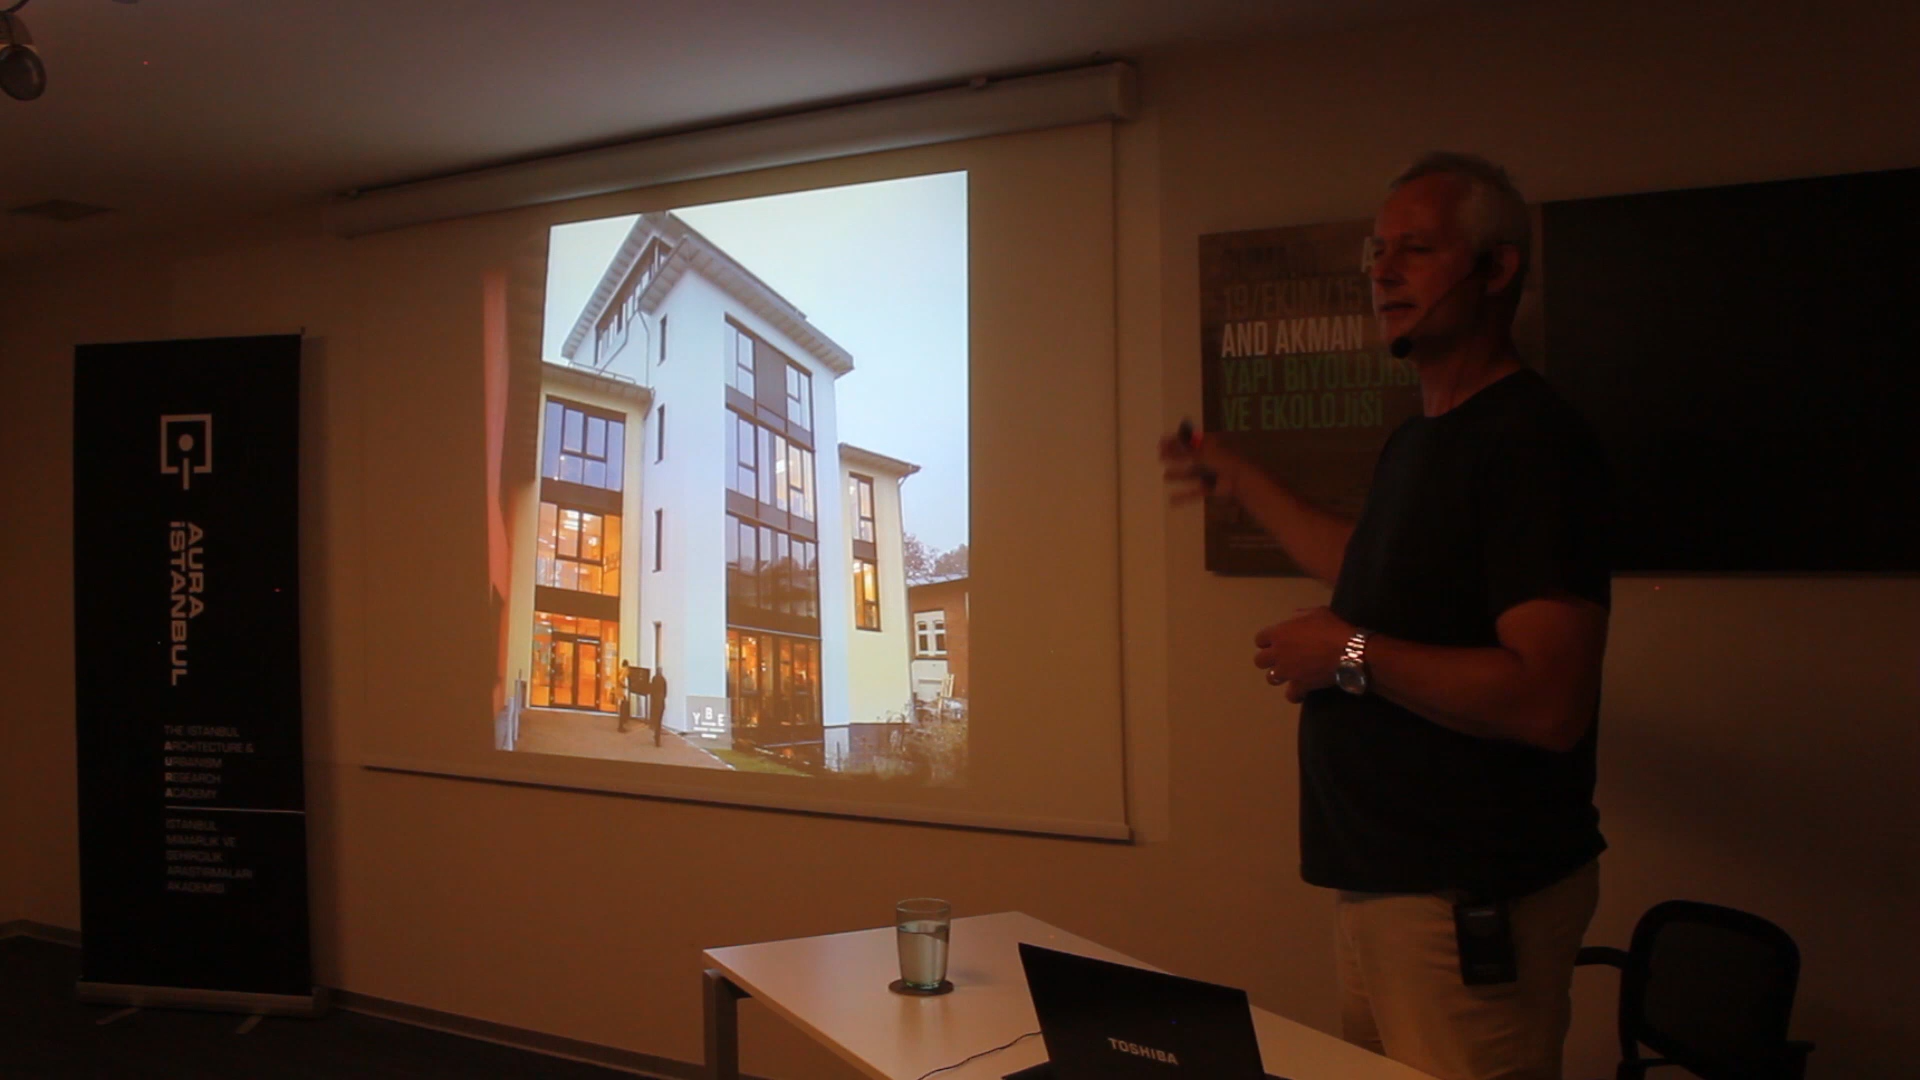 AURA
İSTANBUL
THE ISTANBUL
ARCHITECTURE &
URBANISM
RESEARCH
ACADEMY
İSTANBUL
MİMARLIK VE
ŞEHİRCİLİK
ARAŞTIRMALARI
AKADEMİSİ
Y B E
19/EKİM/15
AND AKMAN
YAPI BİYOLOJİSİ
VE EKOLOJİSİ
TOSHIBA